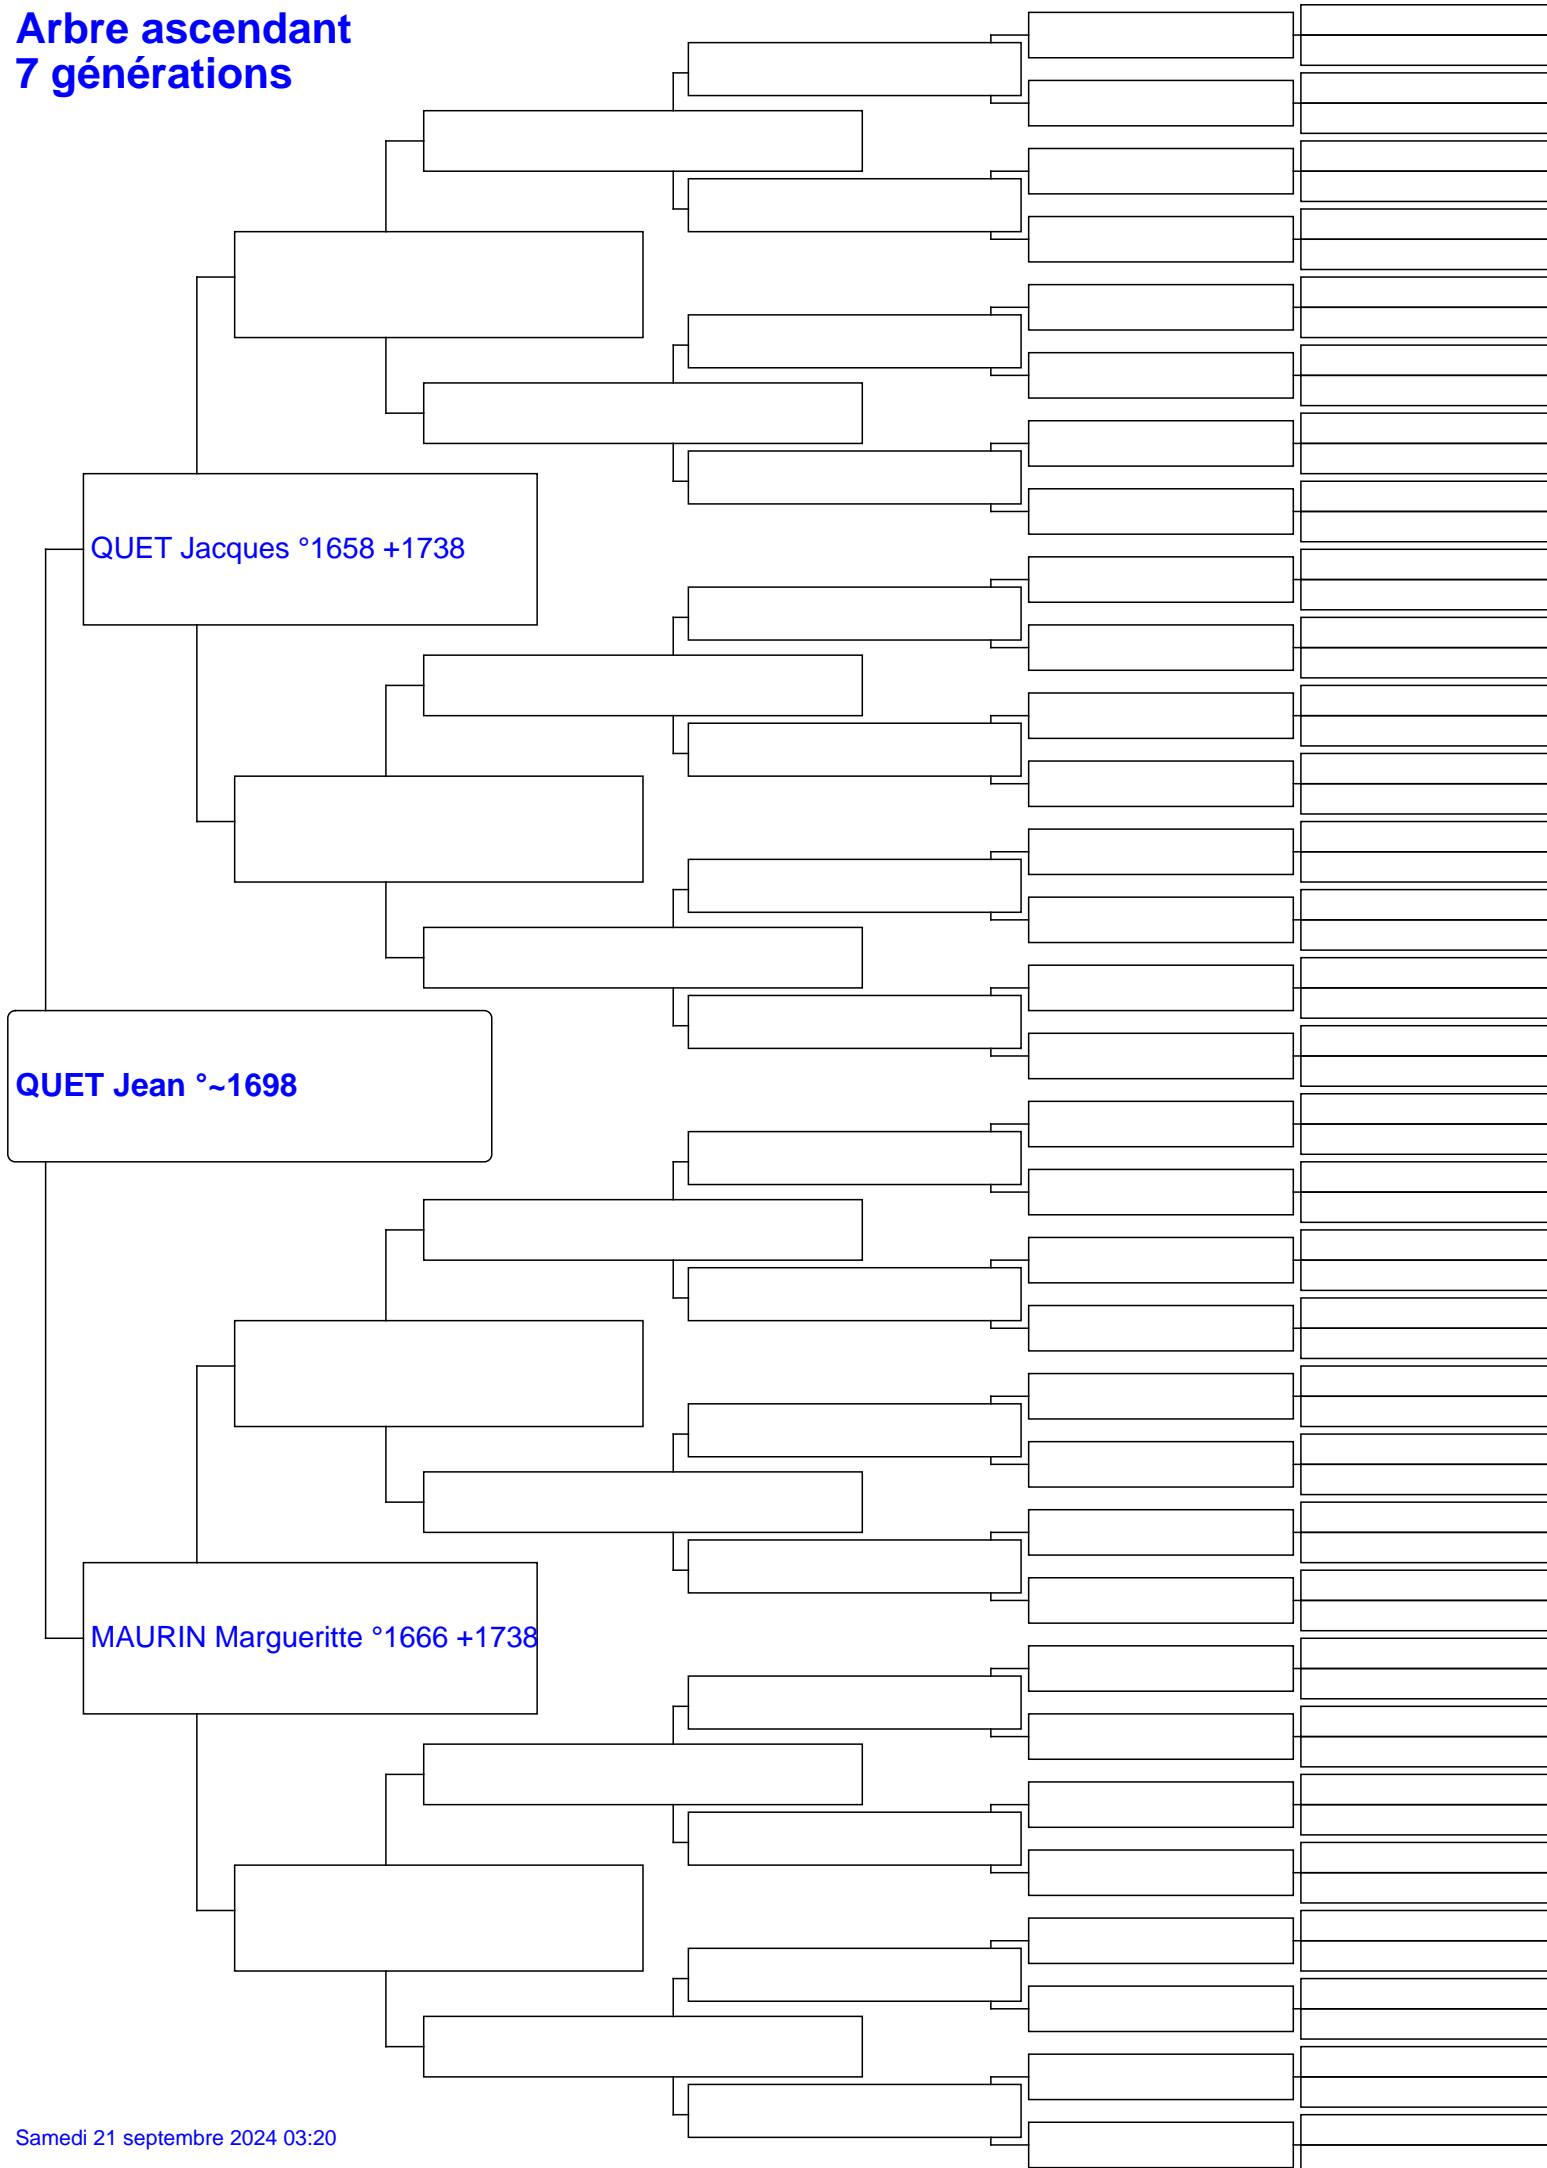 Arbre ascendant
7 générations
QUET Jacques °1658 +1738
QUET Jean °~1698
MAURIN Margueritte °1666 +1738
Samedi 21 septembre 2024 03:20